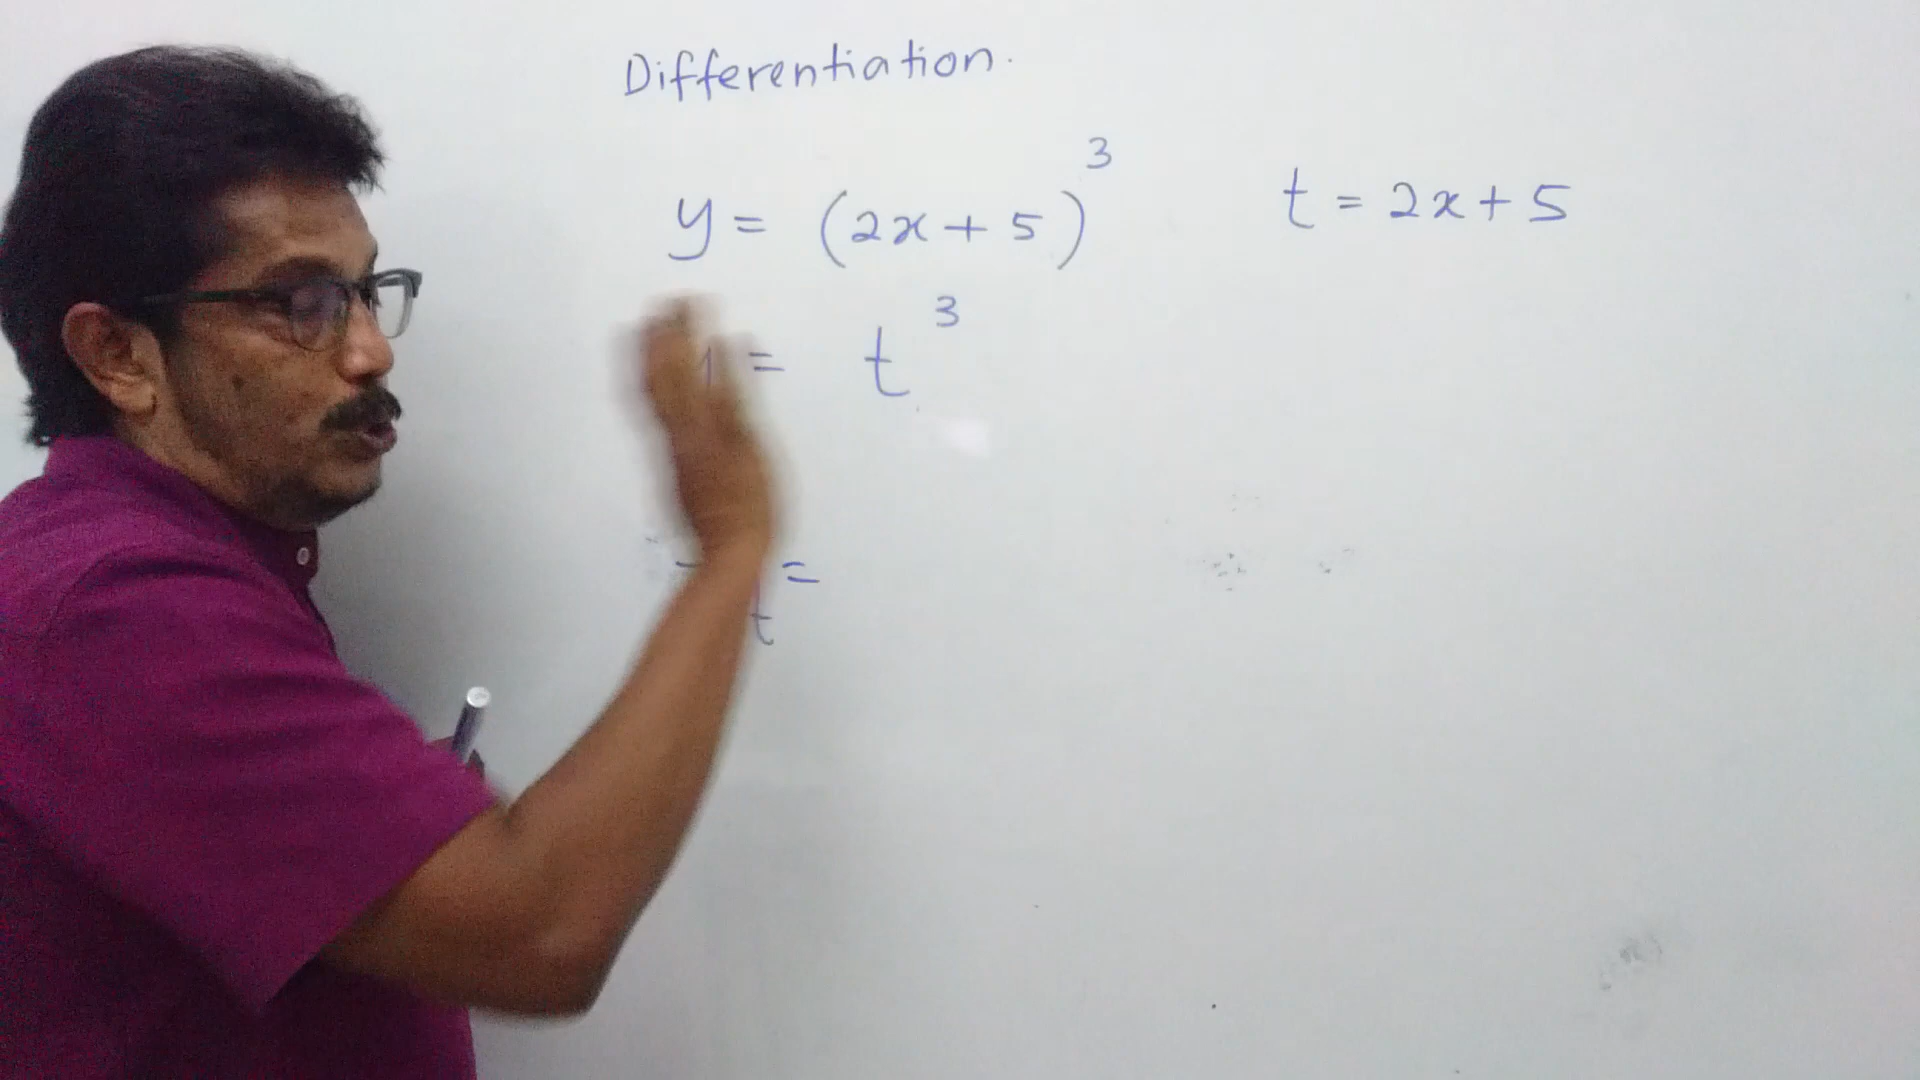 Differentiation.
y = (2x + 5)³ t = 2x + 5
= t³
t =